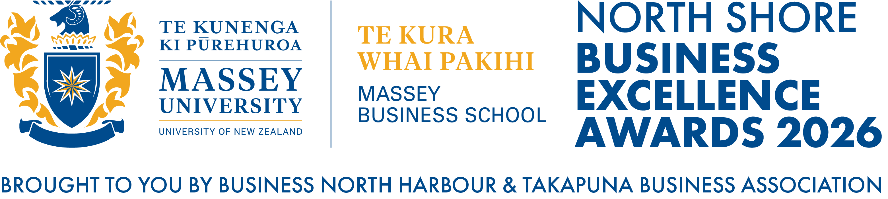 TE KUNENGA
KI PŪREHUROA
MASSEY
UNIVERSITY
UNIVERSITY OF NEW ZEALAND
TE KURA
WHAI PAKIHI
MASSEY
BUSINESS SCHOOL
NORTH SHORE
BUSINESS
EXCELLENCE
AWARDS 2026
BROUGHT TO YOU BY BUSINESS NORTH HARBOUR & TAKAPUNA BUSINESS ASSOCIATION